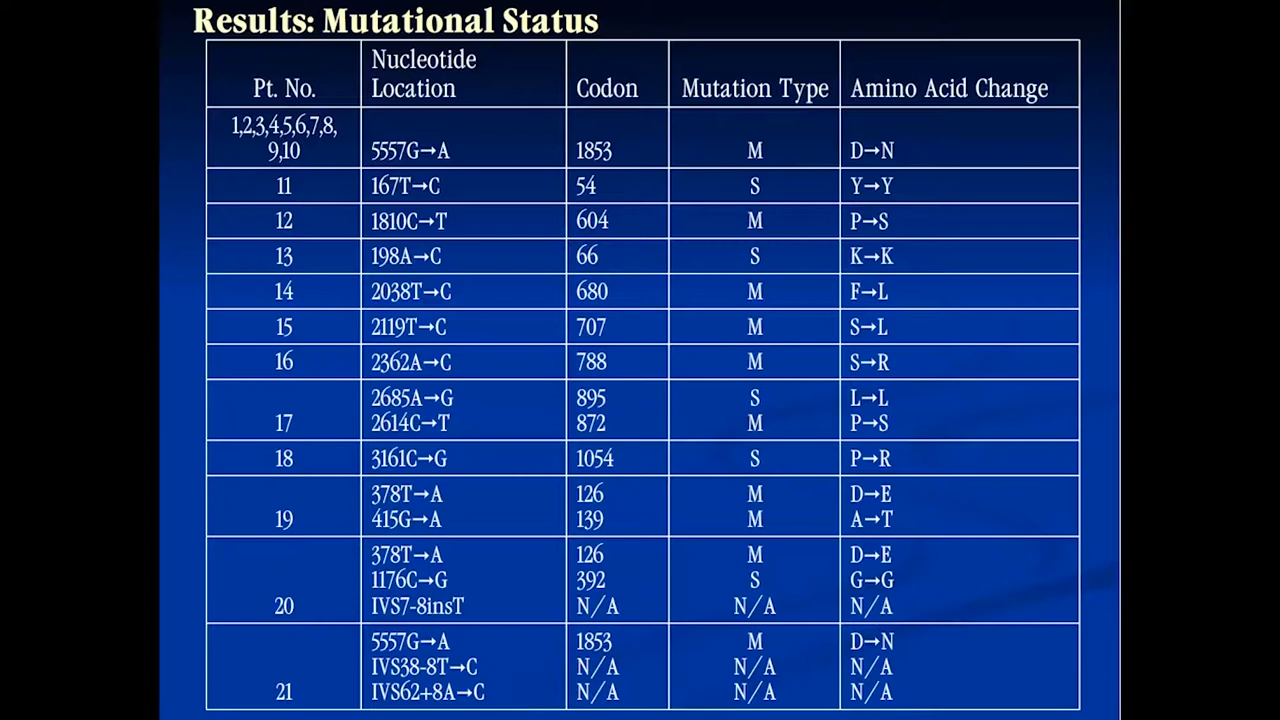 Results: Mutational Status
Pt. No. Nucleotide Location Codon Mutation Type Amino Acid Change
1,2,3,4,5,6,7,8,
9,10 5557G→A 1853 M D→N
11 167T→C 54 S Y→Y
12 1810C→T 604 M P→S
13 198A→C 66 S K→K
14 2038T→C 680 M F→L
15 2119T→C 707 M S→L
16 2362A→C 788 M S→R
2685A→G 895 S L→L
17 2614C→T 872 M P→S
18 3161C→G 1054 S P→R
378T→A 126 M D→E
19 415G→A 139 M A→T
378T→A 126 M D→E
1176C→G 392 S G→G
20 IVS7-8insT N/A N/A N/A
5557G→A 1853 M D→N
IVS38-8T→C N/A N/A N/A
21 IVS62+8A→C N/A N/A N/A